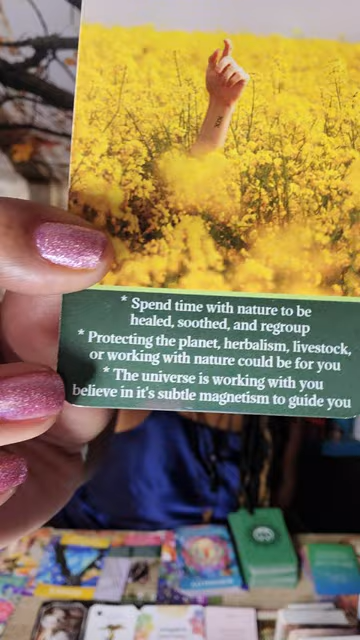 * Spend time with nature to be
healed, soothed, and regroup
* Protecting the planet, herbalism, livestock,
or working with nature could be for you
* The universe is working with you
believe in it's subtle magnetism to guide you